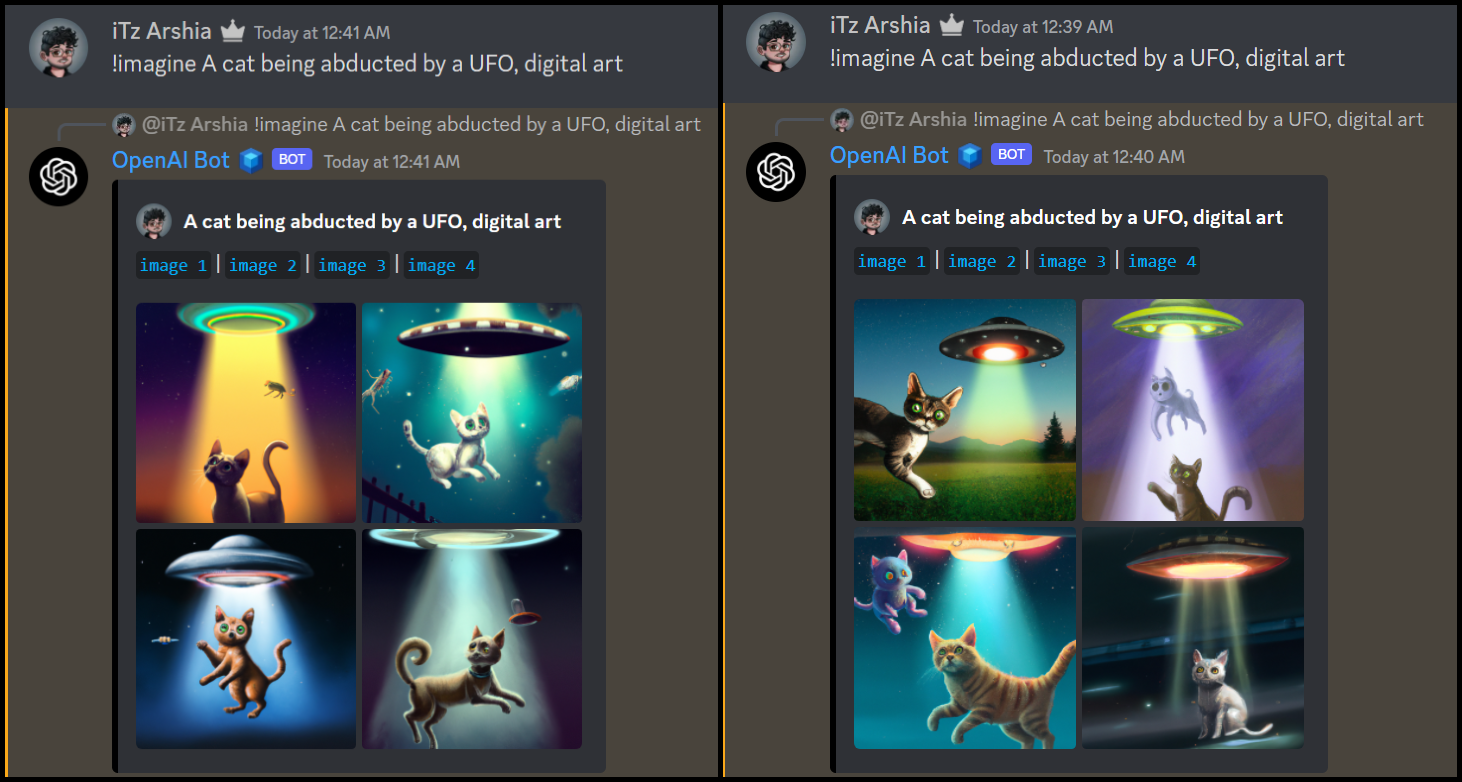 iTz Arshia Today at 12:41 AM
!imagine A cat being abducted by a UFO, digital art
@iTz Arshia !imagine A cat being abducted by a UFO, digital art
OpenAI Bot BOT Today at 12:41 AM
A cat being abducted by a UFO, digital art
image 1 | image 2 | image 3 | image 4
iTz Arshia Today at 12:39 AM
!imagine A cat being abducted by a UFO, digital art
@iTz Arshia !imagine A cat being abducted by a UFO, digital art
OpenAI Bot BOT Today at 12:40 AM
A cat being abducted by a UFO, digital art
image 1 | image 2 | image 3 | image 4